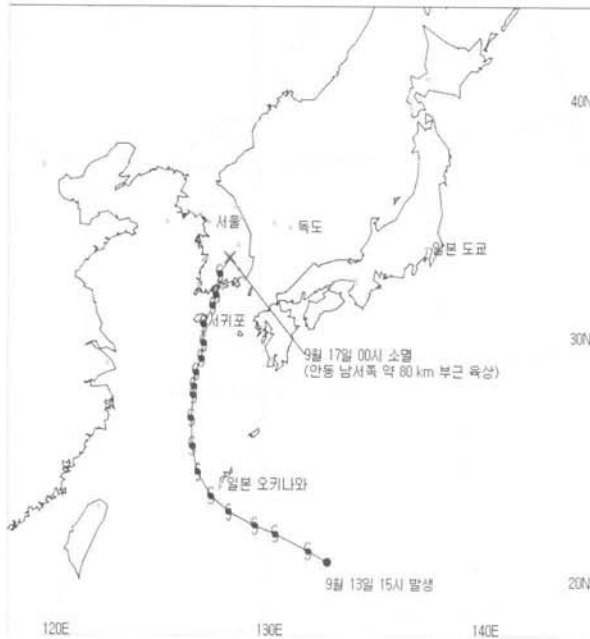 40N
서울
독도
일본 도쿄
서귀포
30N
9월 17일 00시 소멸
(안동 남서쪽 약 80 km 부근 육상)
일본 오키나와
9월 13일 15시 발생
20N
120E
130E
140E